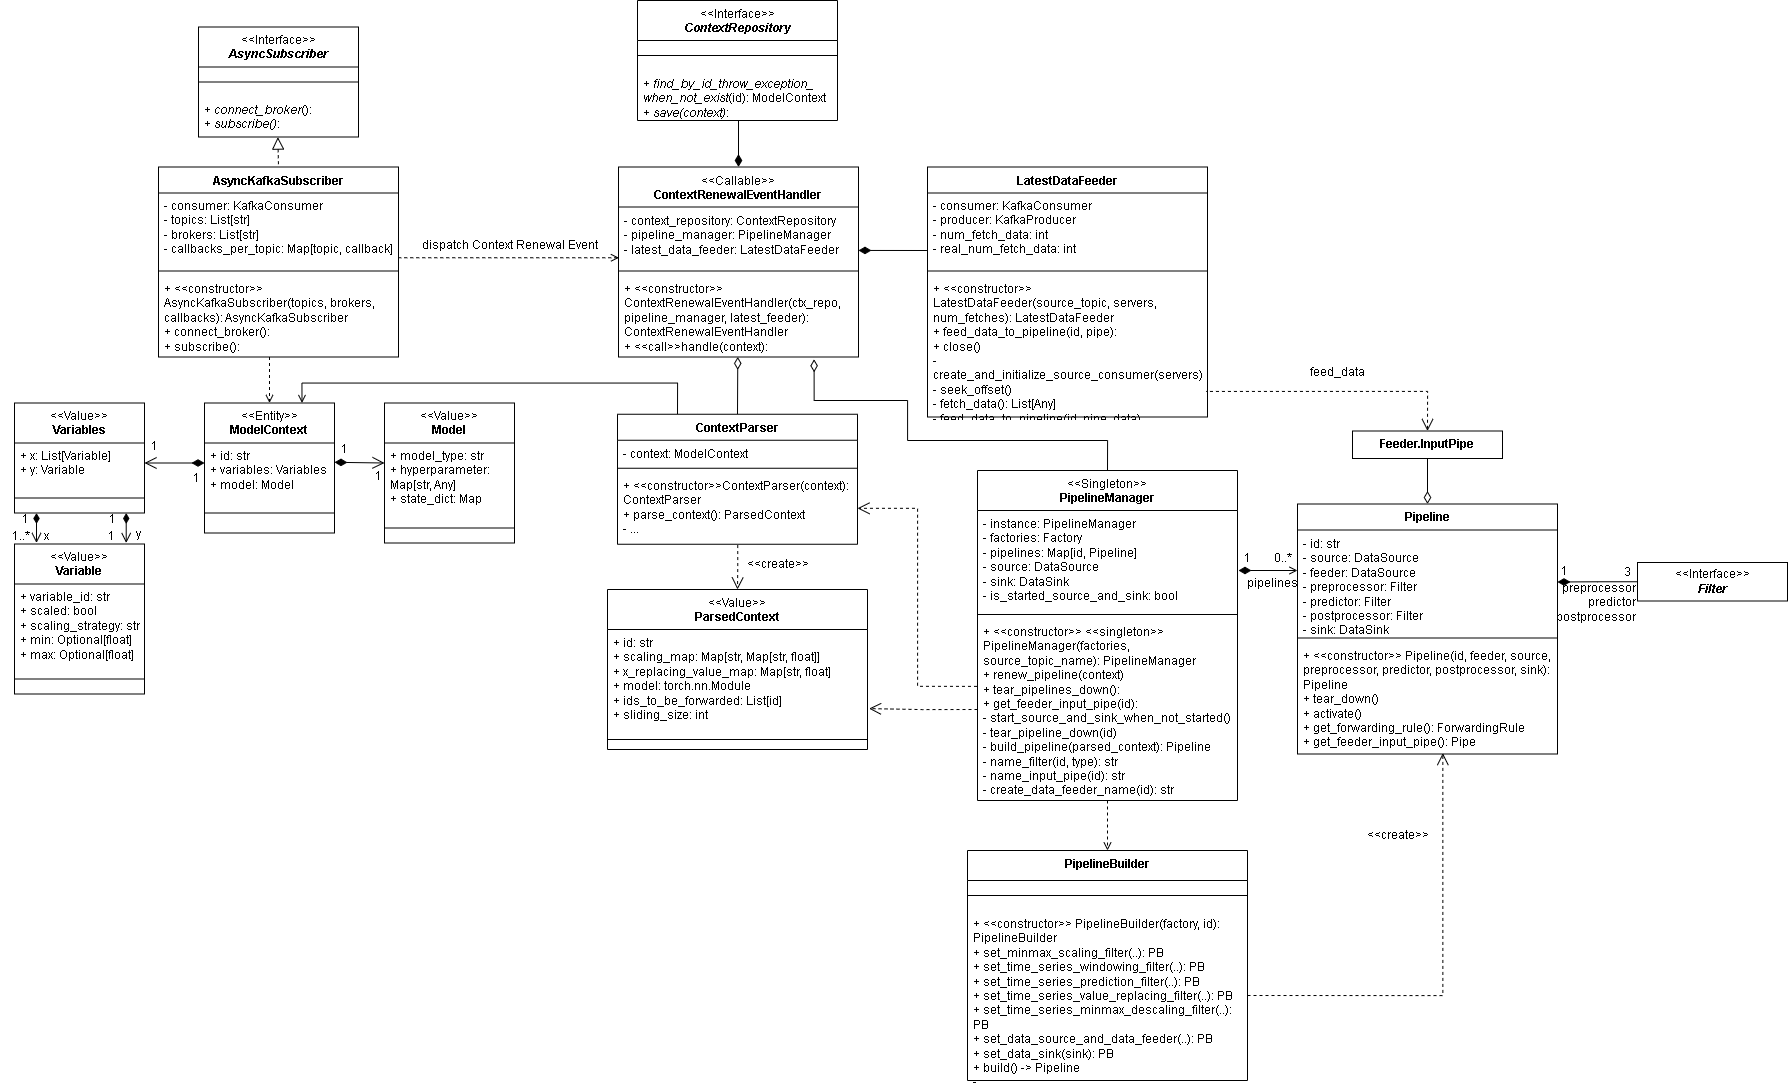 <<Interface>>
AsyncSubscriber
+ connect_broker():
+ subscribe():
<<Interface>>
ContextRepository
+ find_by_id_throw_exception_
when_not_exist(id): ModelContext
+ save(context):
AsyncKafkaSubscriber
- consumer: KafkaConsumer
- topics: List[str]
- brokers: List[str]
- callbacks_per_topic: Map[topic, callback]
+ <<constructor>>
AsyncKafkaSubscriber(topics, brokers,
callbacks): AsyncKafkaSubscriber
+ connect_broker():
+ subscribe():
dispatch Context Renewal Event
<<Callable>>
ContextRenewalEventHandler
- context_repository: ContextRepository
- pipeline_manager: PipelineManager
- latest_data_feeder: LatestDataFeeder
+ <<constructor>>
ContextRenewalEventHandler(ctx_repo,
pipeline_manager, latest_feeder):
ContextRenewalEventHandler
+ <<call>>handle(context):
LatestDataFeeder
- consumer: KafkaConsumer
- producer: KafkaProducer
- num_fetch_data: int
- real_num_fetch_data: int
+ <<constructor>>
LatestDataFeeder(source_topic, servers,
num_fetches): LatestDataFeeder
+ feed_data_to_pipeline(id, pipe):
+ close()
-
create_and_initialize_source_consumer(servers)
- seek_offset()
- fetch_data(): List[Any]
- feed_data_to_pipeline(id, pipe, data)
feed_data
<<Value>>
Variables
+ x: List[Variable]
+ y: Variable
1
1
<<Entity>>
ModelContext
+ id: str
+ variables: Variables
+ model: Model
1
1
<<Value>>
Model
+ model_type: str
+ hyperparameter:
Map[str, Any]
+ state_dict: Map
1
1..*
x
1
1
y
<<Value>>
Variable
+ variable_id: str
+ scaled: bool
+ scaling_strategy: str
+ min: Optional[float]
+ max: Optional[float]
ContextParser
- context: ModelContext
+ <<constructor>>ContextParser(context):
ContextParser
+ parse_context(): ParsedContext
- ...
<<create>>
<<Value>>
ParsedContext
+ id: str
+ scaling_map: Map[str, Map[str, float]]
+ x_replacing_value_map: Map[str, float]
+ model: torch.nn.Module
+ ids_to_be_forwarded: List[id]
+ sliding_size: int
<<Singleton>>
PipelineManager
- instance: PipelineManager
- factories: Factory
- pipelines: Map[id, Pipeline]
- source: DataSource
- sink: DataSink
- is_started_source_and_sink: bool
+ <<constructor>> <<singleton>>
PipelineManager(factories,
source_topic_name): PipelineManager
+ renew_pipeline(context)
+ tear_pipelines_down():
+ get_feeder_input_pipe(id):
- start_source_and_sink_when_not_started()
- tear_pipeline_down(id)
- build_pipeline(parsed_context): Pipeline
- name_filter(id, type): str
- name_input_pipe(id): str
- create_data_feeder_name(id): str
1
0..*
pipelines
Feeder.InputPipe
Pipeline
- id: str
- source: DataSource
- feeder: DataSource
- preprocessor: Filter
- predictor: Filter
- postprocessor: Filter
- sink: DataSink
+ <<constructor>> Pipeline(id, feeder, source,
preprocessor, predictor, postprocessor, sink):
Pipeline
+ tear_down()
+ activate()
+ get_forwarding_rule(): ForwardingRule
+ get_feeder_input_pipe(): Pipe
1
3
preprocessor
predictor
postprocessor
<<Interface>>
Filter
<<create>>
PipelineBuilder
+ <<constructor>> PipelineBuilder(factory, id):
PipelineBuilder
+ set_minmax_scaling_filter(..): PB
+ set_time_series_windowing_filter(..): PB
+ set_time_series_prediction_filter(..): PB
+ set_time_series_value_replacing_filter(..): PB
+ set_time_series_minmax_descaling_filter(..):
PB
+ set_data_source_and_data_feeder(..): PB
+ set_data_sink(sink): PB
+ build() -> Pipeline
-